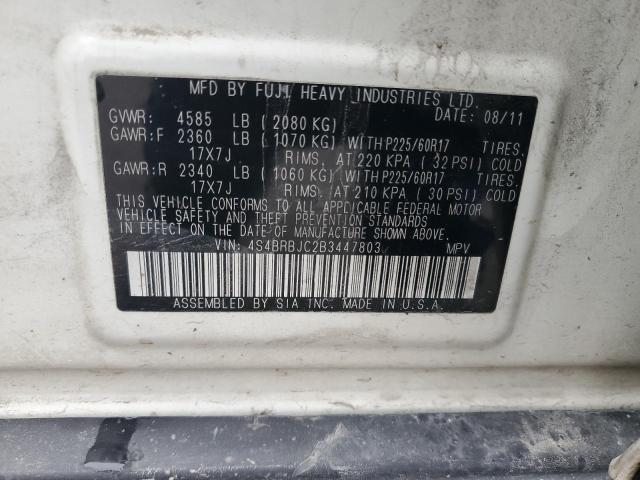 MFD BY FUJI HEAVY INDUSTRIES LTD.
GVWR: 4585 LB ( 2080 KG) DATE: 08/11
GAWR:F 2360 LB ( 1070 KG) WITH P225/60R17 TIRES.
17X7J RIMS, AT 220 KPA ( 32 PSI) COLD
GAWR:R 2340 LB ( 1060 KG) WITH P225/60R17 TIRES.
17X7J RIMS, AT 210 KPA ( 30 PSI) COLD
THIS VEHICLE CONFORMS TO ALL APPLICABLE FEDERAL MOTOR
VEHICLE SAFETY AND THEFT PREVENTION STANDARDS
IN EFFECT ON THE DATE OF MANUFACTURE SHOWN ABOVE.
VIN: 4S4BRBJC2B3447803 MPV
ASSEMBLED BY SIA INC. MADE IN U.S.A.